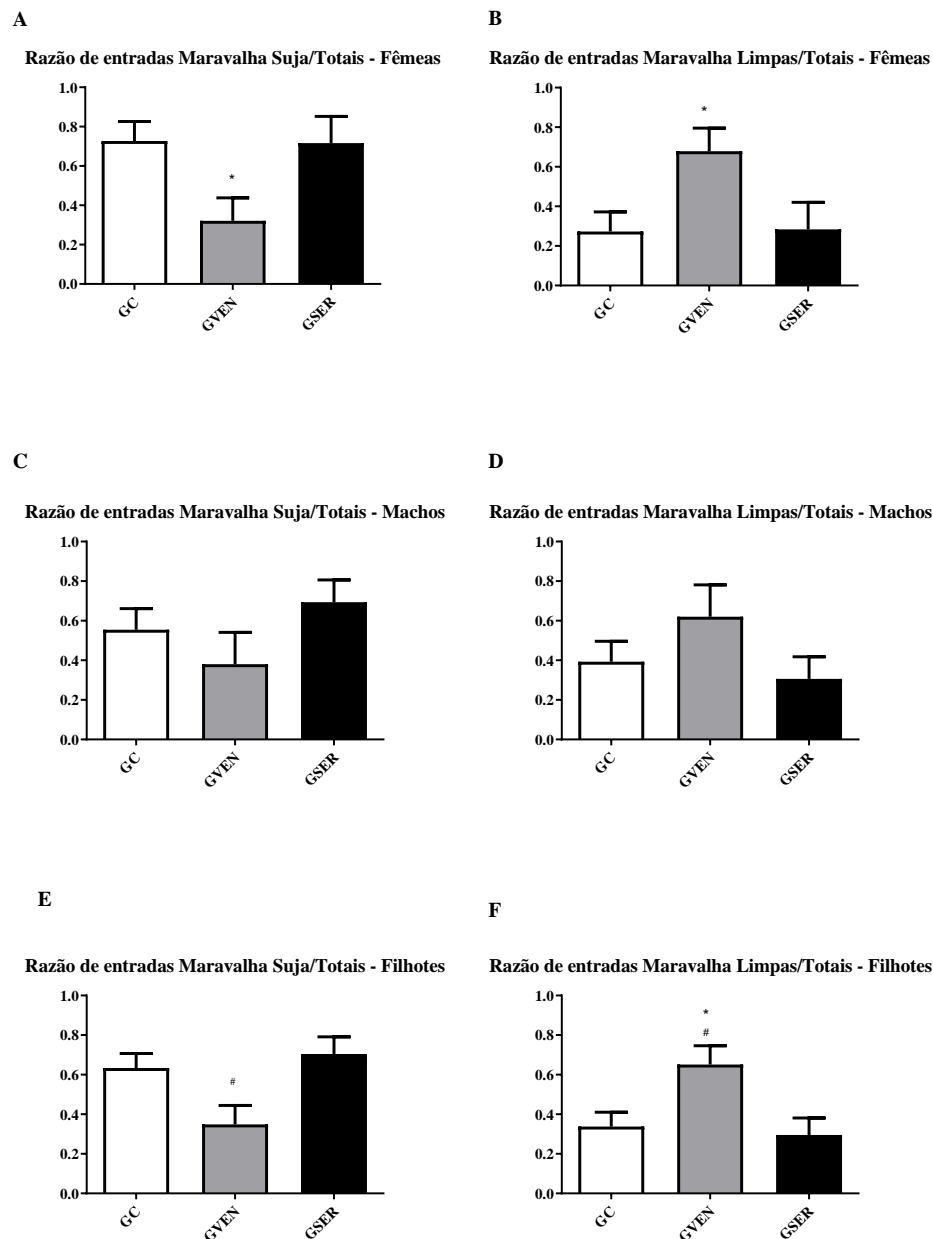 A
Razão de entradas Maravalha Suja/Totais - Fêmeas
1.0
0.8
0.6
0.4
0.2
0.0
*
GC
GVEN
GSER
B
Razão de entradas Maravalha Limpas/Totais - Fêmeas
1.0
0.8
0.6
0.4
0.2
0.0
*
GC
GVEN
GSER
C
Razão de entradas Maravalha Suja/Totais - Machos
1.0
0.8
0.6
0.4
0.2
0.0
GC
GVEN
GSER
D
Razão de entradas Maravalha Limpas/Totais - Machos
1.0
0.8
0.6
0.4
0.2
0.0
GC
GVEN
GSER
E
Razão de entradas Maravalha Suja/Totais - Filhotes
1.0
0.8
0.6
0.4
0.2
0.0
#
GC
GVEN
GSER
F
Razão de entradas Maravalha Limpas/Totais - Filhotes
1.0
0.8
0.6
0.4
0.2
0.0
*
#
GC
GVEN
GSER